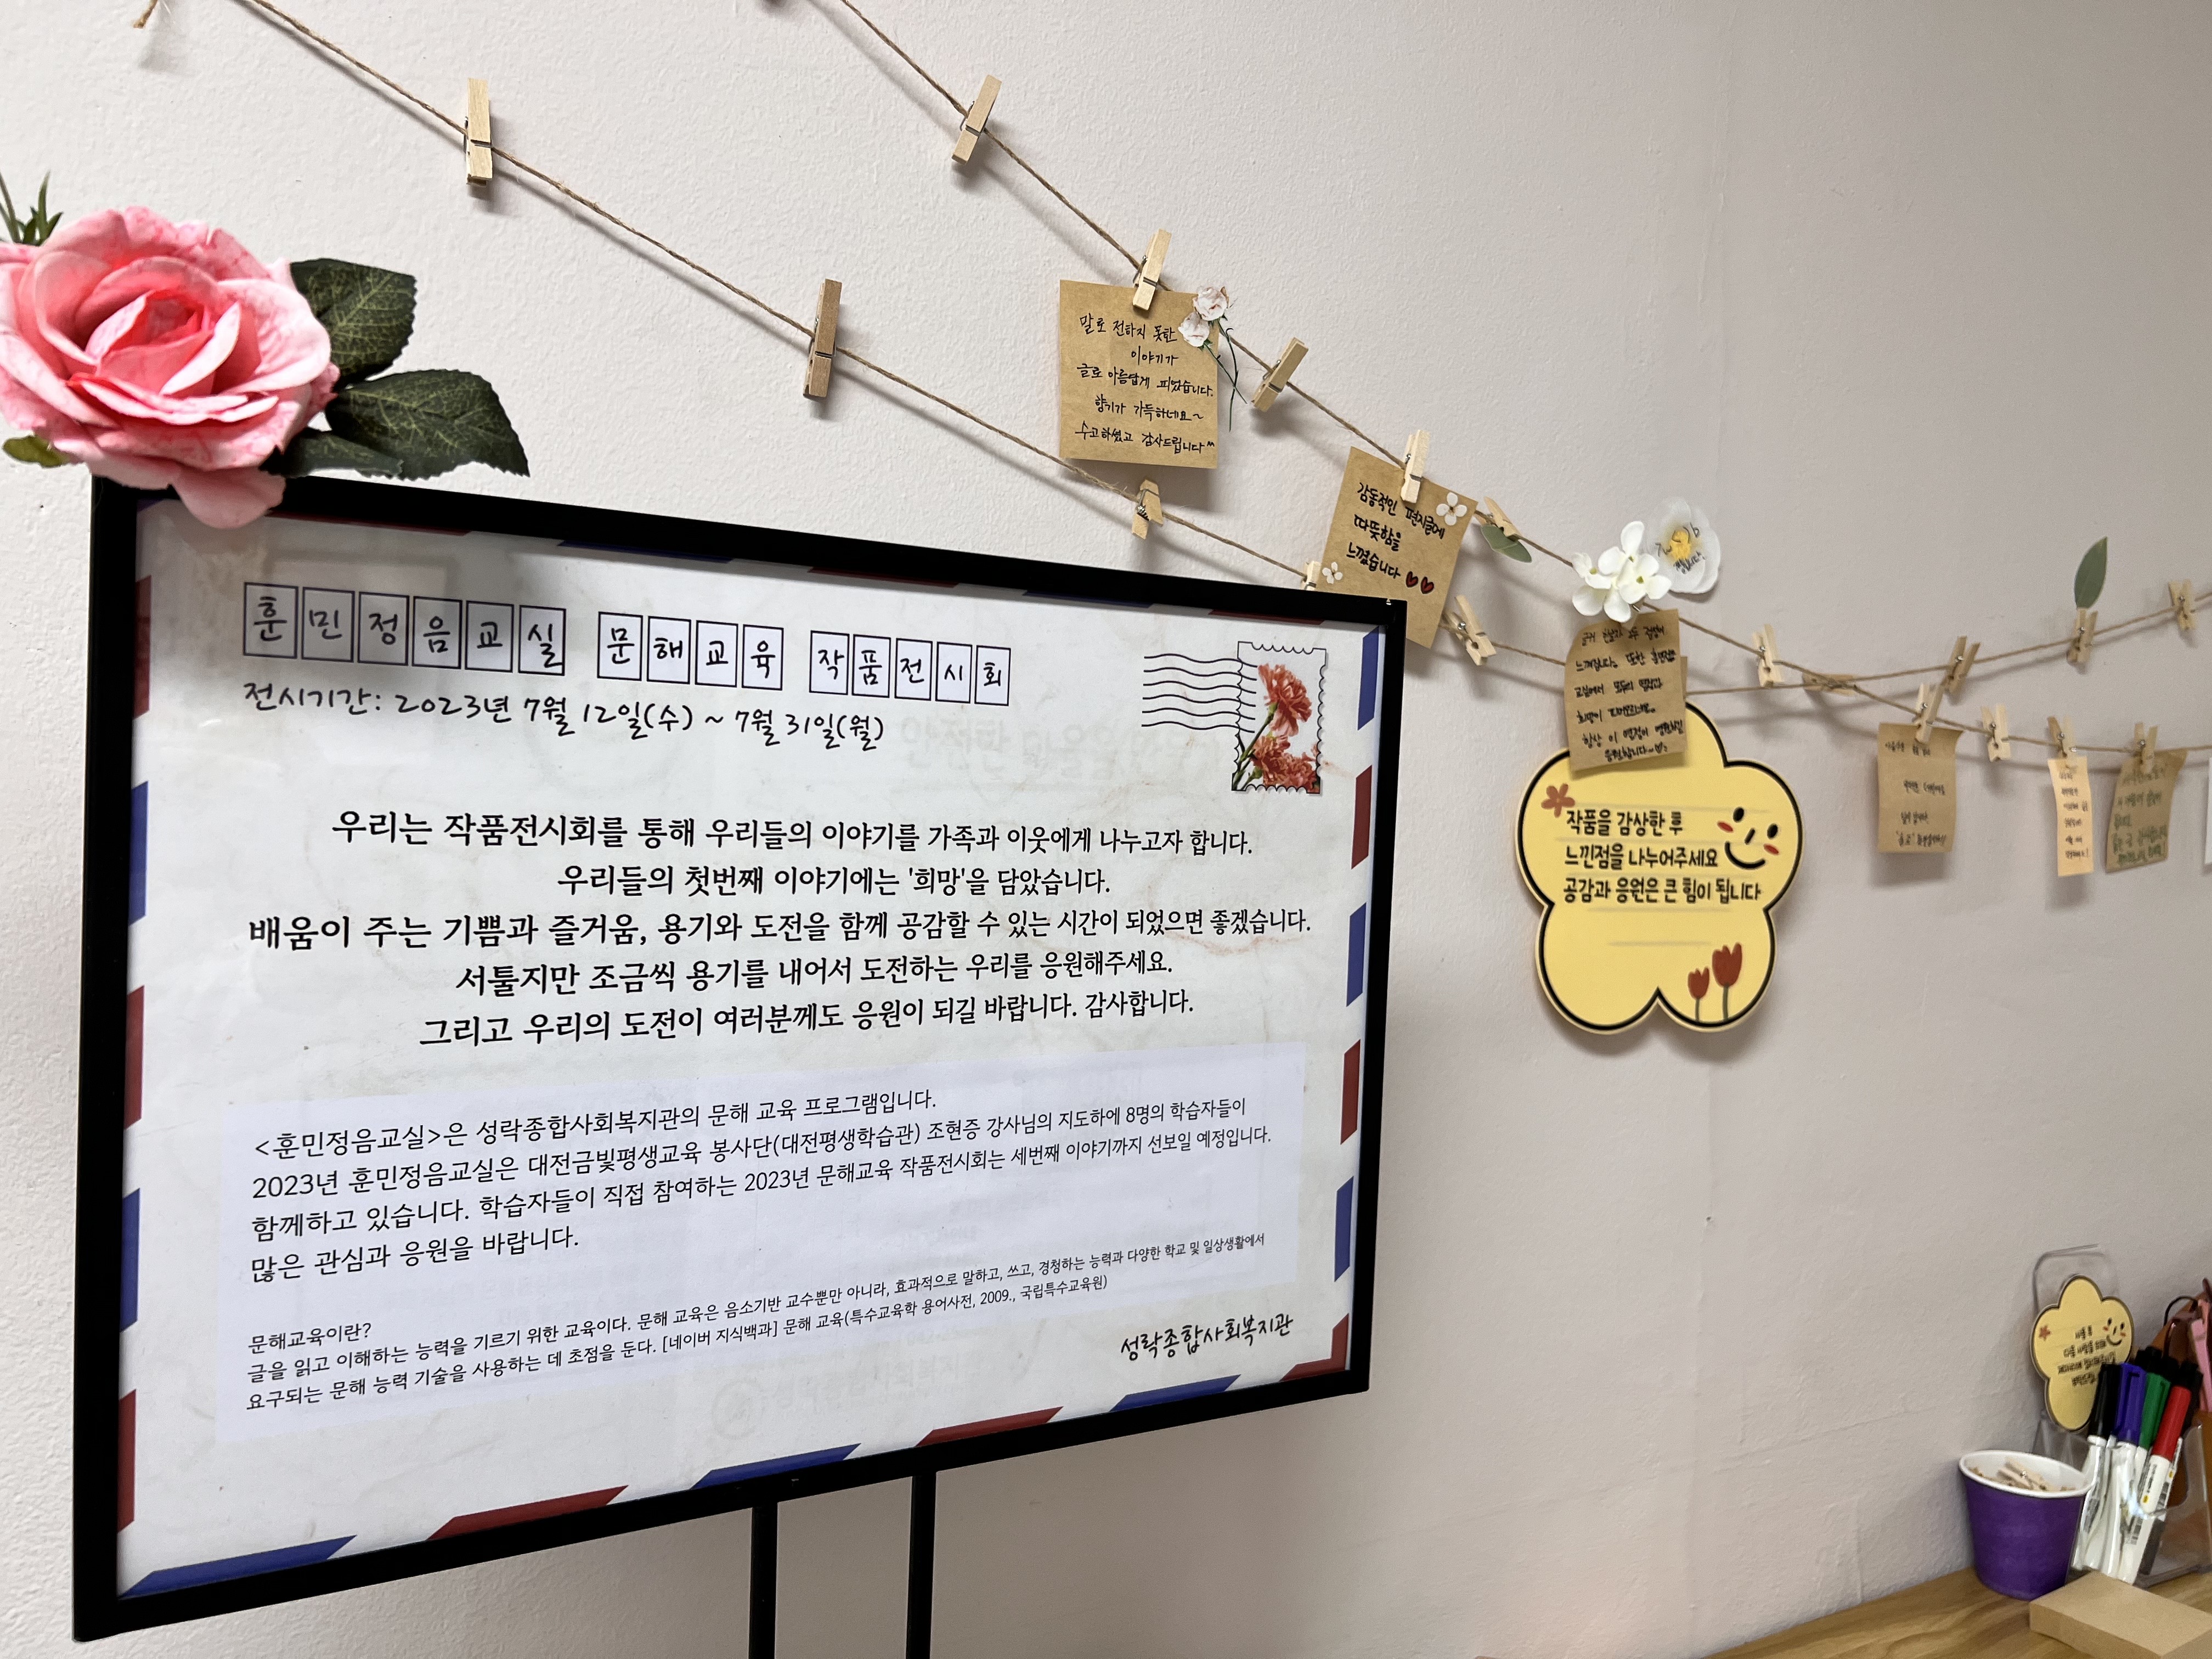 훈민정음교실 문해교육 작품전시회
전시기간: 2023년 7월 12일(수) ~ 7월 31일(월)
우리는 작품전시회를 통해 우리들의 이야기를 가족과 이웃에게 나누고자 합니다.
우리들의 첫번째 이야기에는 '희망'을 담았습니다.
배움이 주는 기쁨과 즐거움, 용기와 도전을 함께 공감할 수 있는 시간이 되었으면 좋겠습니다.
서툴지만 조금씩 용기를 내어서 도전하는 우리를 응원해주세요.
그리고 우리의 도전이 여러분께도 응원이 되길 바랍니다. 감사합니다.
<훈민정음교실>은 성락종합사회복지관의 문해 교육 프로그램입니다.
2023년 훈민정음교실은 대전금빛평생교육 봉사단(대전평생학습관) 조현증 강사님의 지도하에 8명의 학습자들이
함께하고 있습니다. 학습자들이 직접 참여하는 2023년 문해교육 작품전시회는 세번째 이야기까지 선보일 예정입니다.
많은 관심과 응원을 바랍니다.
문해교육이란?
글을 읽고 이해하는 능력을 기르기 위한 교육이다. 문해 교육은 음소기반 교수뿐만 아니라, 효과적으로 말하고, 쓰고, 경청하는 능력과 다양한 학교 및 일상생활에서
요구되는 문해 능력 기술을 사용하는 데 초점을 둔다. [네이버 지식백과] 문해 교육(특수교육학 용어사전, 2009., 국립특수교육원)
성락종합사회복지관
말로 전하지 못한
이야기가
글로 아름답게 피었습니다.
향기가 가득하네요~
수고하셨고 감사드립니다^^
감동적인 편지글에
따뜻함을
느꼈습니다
작품을 감상한 후
느낀점을 나누어주세요
공감과 응원은 큰 힘이 됩니다